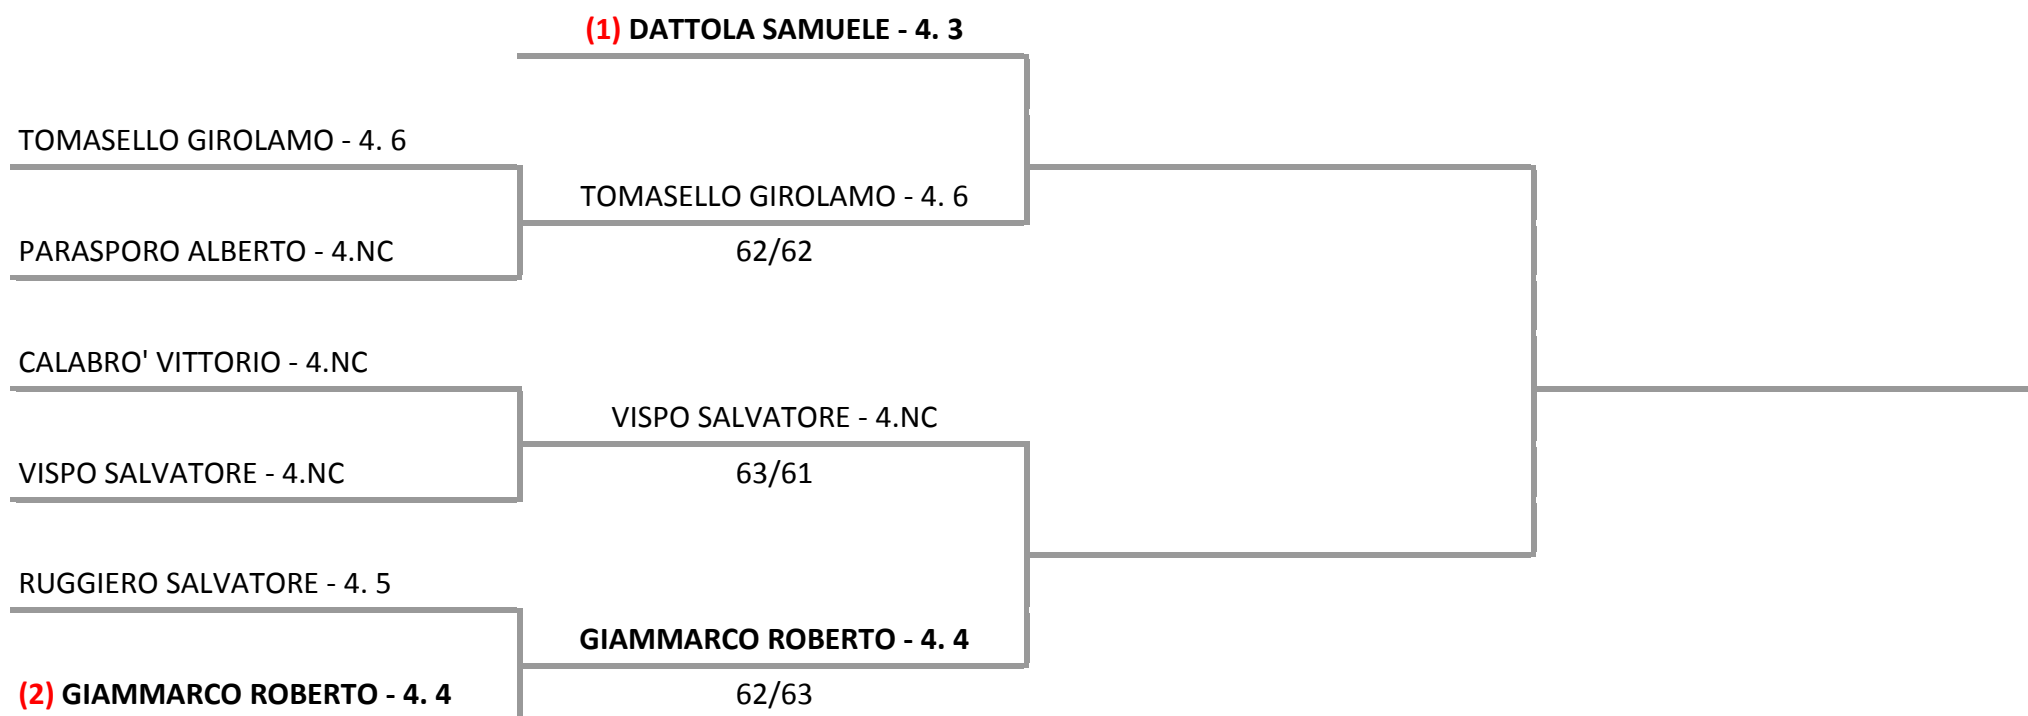 (1) DATTOLA SAMUELE - 4. 3
TOMASELLO GIROLAMO - 4. 6
TOMASELLO GIROLAMO - 4. 6
PARASPORO ALBERTO - 4.NC
62/62
CALABRO' VITTORIO - 4.NC
VISPO SALVATORE - 4.NC
VISPO SALVATORE - 4.NC
63/61
RUGGIERO SALVATORE - 4. 5
GIAMMARCO ROBERTO - 4. 4
(2) GIAMMARCO ROBERTO - 4. 4
62/63